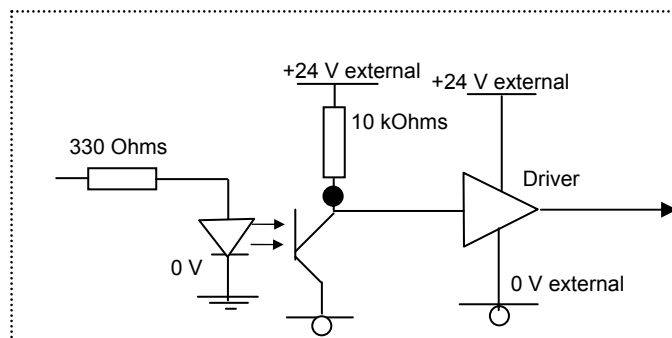 +24 V external
+24 V external
10 kOhms
330 Ohms
Driver
0 V
0 V external